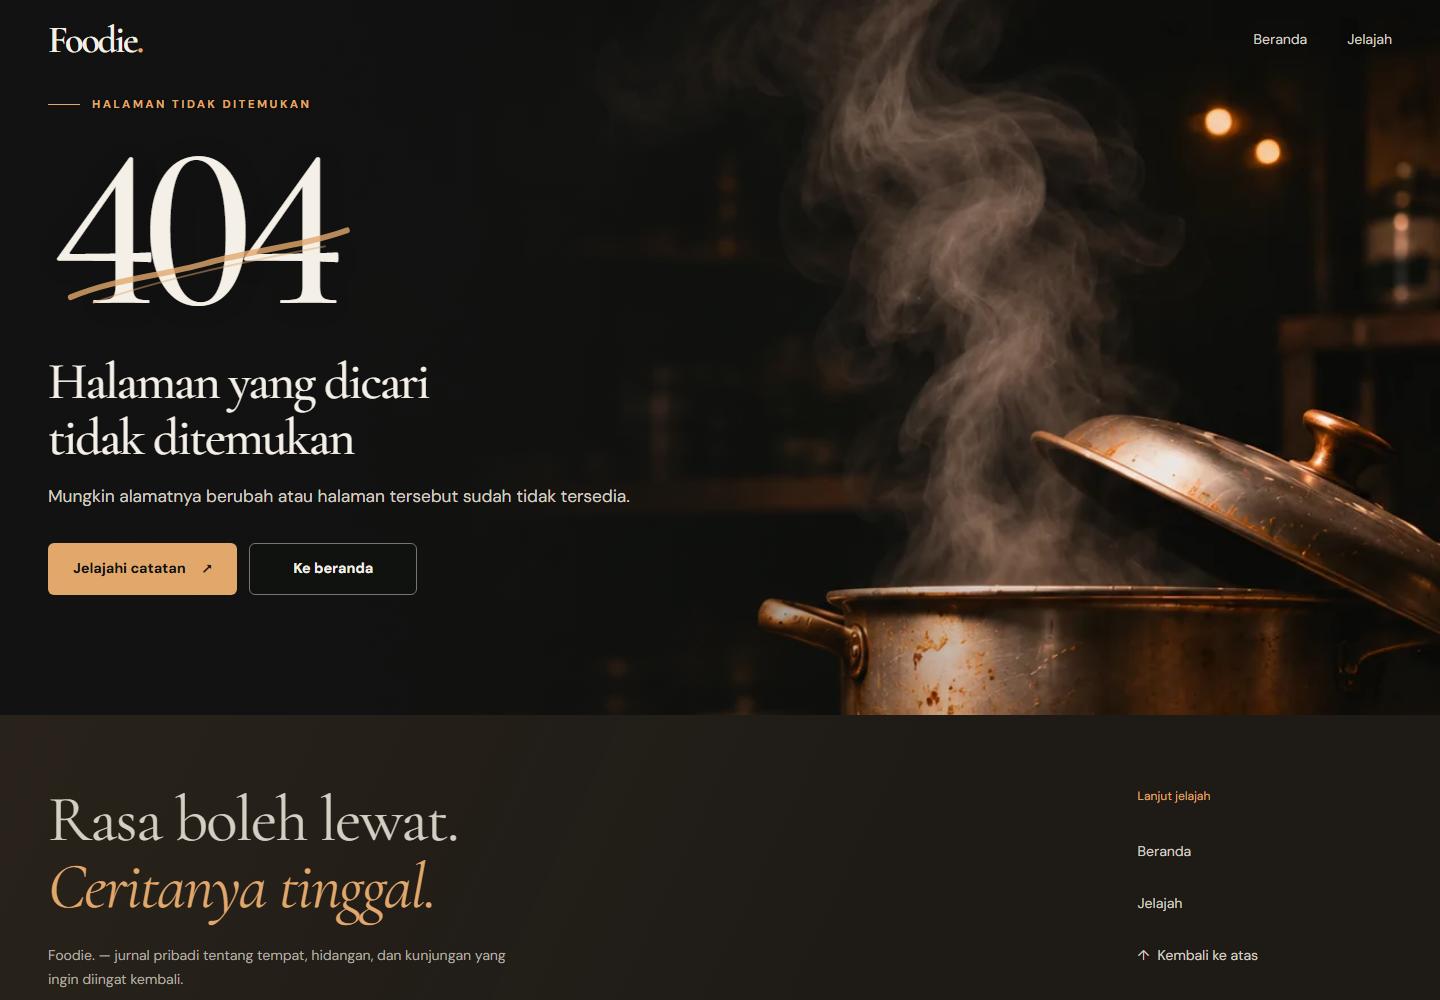 Foodie.
Beranda
Jelajah
HALAMAN TIDAK DITEMUKAN
404
Halaman yang dicari
tidak ditemukan
Mungkin alamatnya berubah atau halaman tersebut sudah tidak tersedia.
Jelajahi catatan ↗
Ke beranda
Rasa boleh lewat.
Ceritanya tinggal.
Foodie. — jurnal pribadi tentang tempat, hidangan, dan kunjungan yang
ingin diingat kembali.
Lanjut jelajah
Beranda
Jelajah
↑ Kembali ke atas